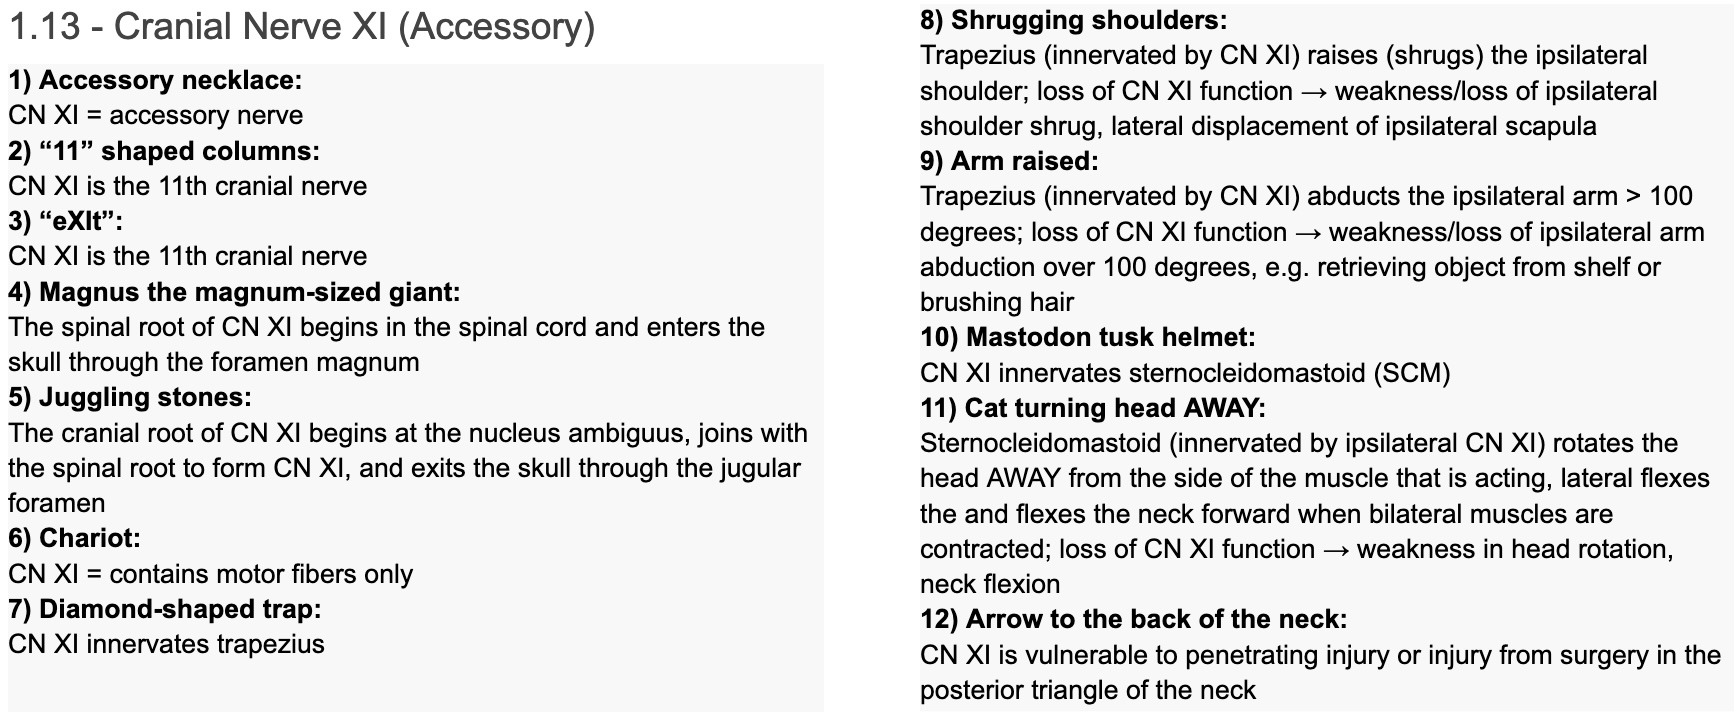 1.13 - Cranial Nerve XI (Accessory)
1) Accessory necklace:
CN XI = accessory nerve
2) “11” shaped columns:
CN XI is the 11th cranial nerve
3) “eXIt”:
CN XI is the 11th cranial nerve
4) Magnus the magnum-sized giant:
The spinal root of CN XI begins in the spinal cord and enters the
skull through the foramen magnum
5) Juggling stones:
The cranial root of CN XI begins at the nucleus ambiguus, joins with
the spinal root to form CN XI, and exits the skull through the jugular
foramen
6) Chariot:
CN XI = contains motor fibers only
7) Diamond-shaped trap:
CN XI innervates trapezius
8) Shrugging shoulders:
Trapezius (innervated by CN XI) raises (shrugs) the ipsilateral
shoulder; loss of CN XI function → weakness/loss of ipsilateral
shoulder shrug, lateral displacement of ipsilateral scapula
9) Arm raised:
Trapezius (innervated by CN XI) abducts the ipsilateral arm > 100
degrees; loss of CN XI function → weakness/loss of ipsilateral arm
abduction over 100 degrees, e.g. retrieving object from shelf or
brushing hair
10) Mastodon tusk helmet:
CN XI innervates sternocleidomastoid (SCM)
11) Cat turning head AWAY:
Sternocleidomastoid (innervated by ipsilateral CN XI) rotates the
head AWAY from the side of the muscle that is acting, lateral flexes
the and flexes the neck forward when bilateral muscles are
contracted; loss of CN XI function → weakness in head rotation,
neck flexion
12) Arrow to the back of the neck:
CN XI is vulnerable to penetrating injury or injury from surgery in the
posterior triangle of the neck